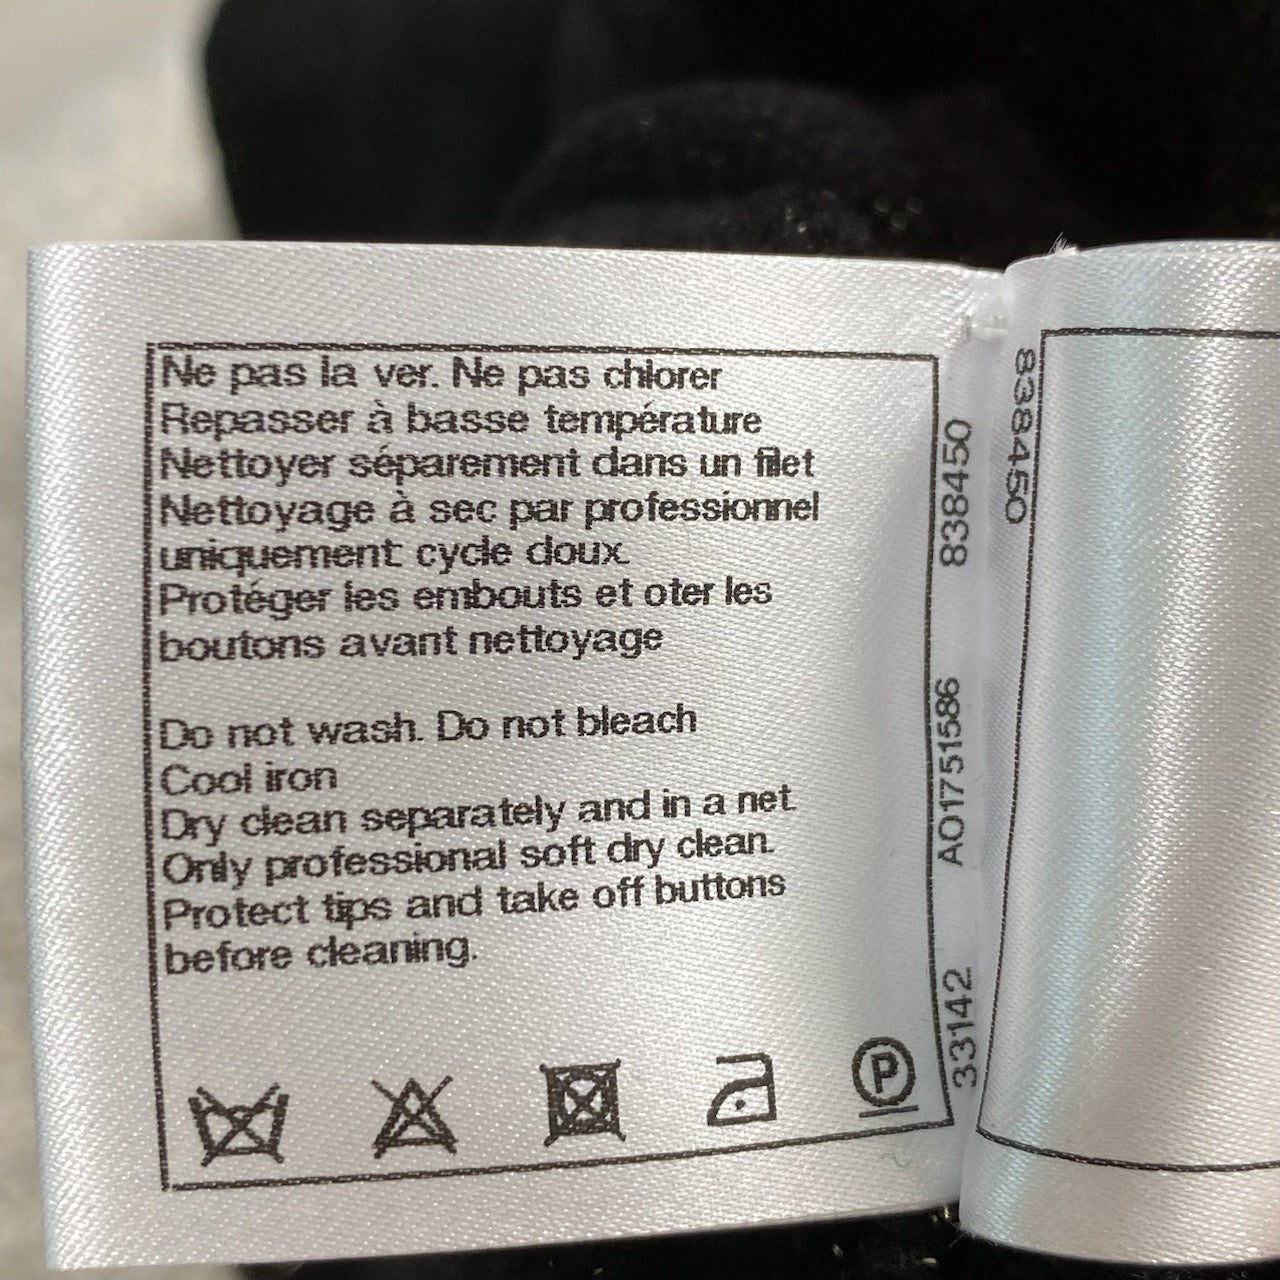 Ne pas la ver. Ne pas chlorer
Repasser à basse température
Nettoyer séparement dans un filet
Nettoyage à sec par professionnel
uniquement cycle doux.
Protéger les embouts et oter les
boutons avant nettoyage
Do not wash. Do not bleach
Cool iron
Dry clean separately and in a net.
Only professional soft dry clean.
Protect tips and take off buttons
before cleaning.
P
33142 AO1751586 838450
838450